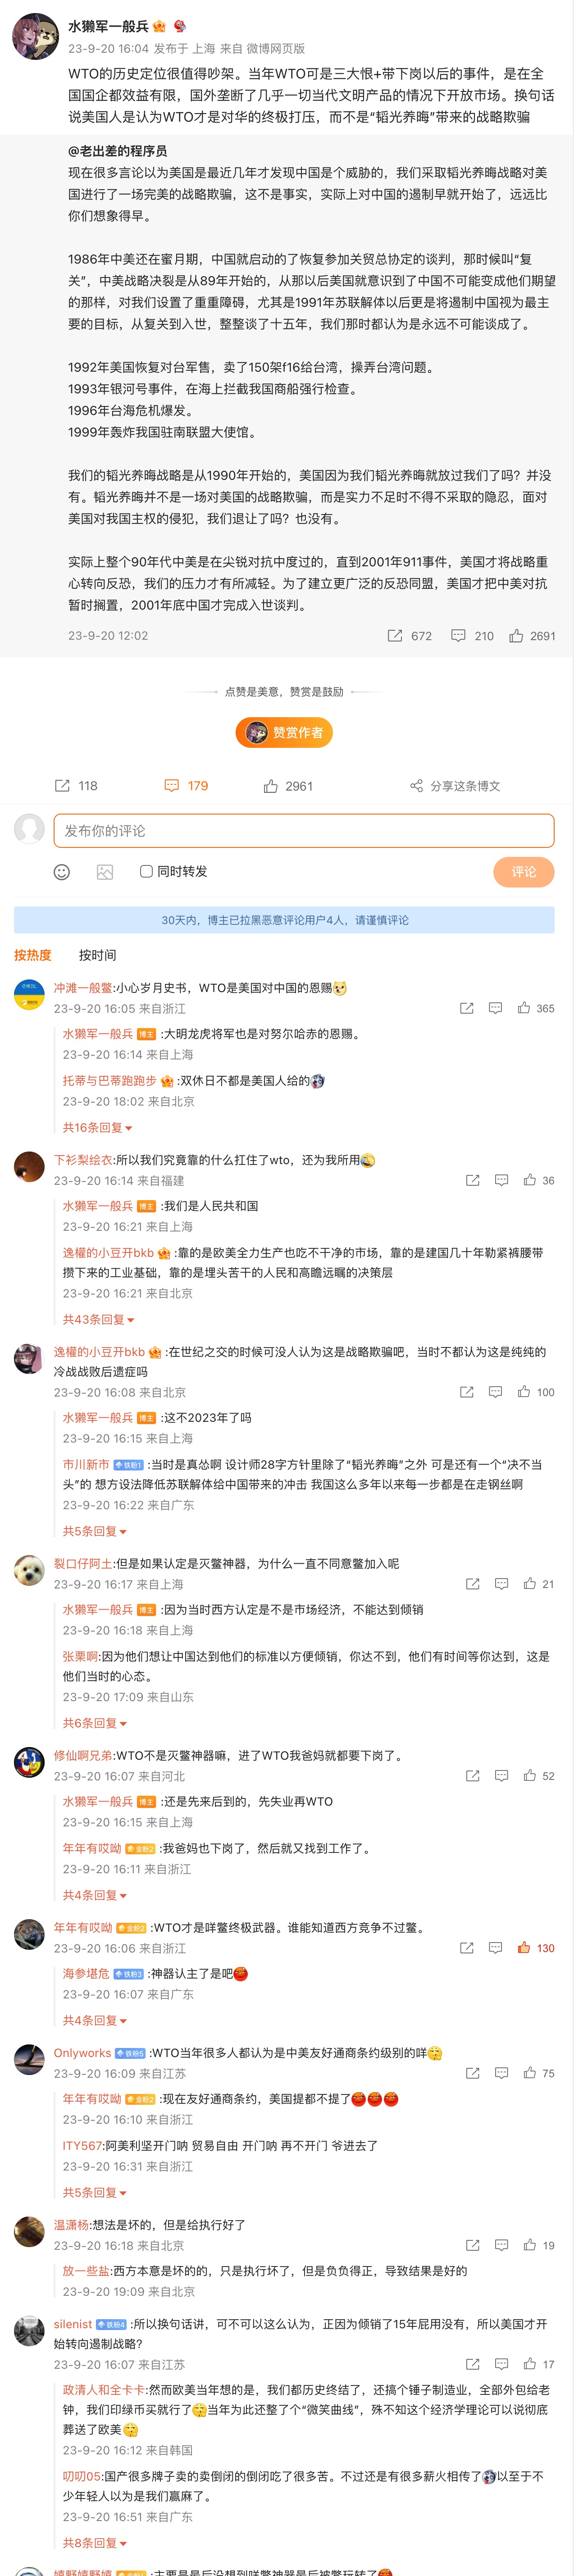 水獭军一般兵
23-9-20 16:04 发布于 上海 来自 微博网页版
WTO的历史定位很值得吵架。当年WTO可是三大恨+带下岗以后的事件，是在全
国国企都效益有限，国外垄断了几乎一切当代文明产品的情况下开放市场。换句话
说美国人是认为WTO才是对华的终极打压，而不是“韬光养晦”带来的战略欺骗
@老出差的程序员
现在很多言论以为美国是最近几年才发现中国是个威胁的，我们采取韬光养晦战略对美
国进行了一场完美的战略欺骗，这不是事实，实际上对中国的遏制早就开始了，远远比
你们想象得早。
1986年中美还在蜜月期，中国就启动的了恢复参加关贸总协定的谈判，那时候叫“复
关”，中美战略决裂是从89年开始的，从那以后美国就意识到了中国不可能变成他们期望
的那样，对我们设置了重重障碍，尤其是1991年苏联解体以后更是将遏制中国视为最主
要的目标，从复关到入世，整整谈了十五年，我们那时都认为是永远不可能谈成了。
1992年美国恢复对台军售，卖了150架f16给台湾，操弄台湾问题。
1993年银河号事件，在海上拦截我国商船强行检查。
1996年台海危机爆发。
1999年轰炸我国驻南联盟大使馆。
我们的韬光养晦战略是从1990年开始的，美国因为我们韬光养晦就放过我们了吗？并没
有。韬光养晦并不是一场对美国的战略欺骗，而是实力不足时不得不采取的隐忍，面对
美国对我国主权的侵犯，我们退让了吗？也没有。
实际上整个90年代中美是在尖锐对抗中度过的，直到2001年911事件，美国才将战略重
心转向反恐，我们的压力才有所减轻。为了建立更广泛的反恐同盟，美国才把中美对抗
暂时搁置，2001年底中国才完成入世谈判。
23-9-20 12:02 672 210 2691
点赞是美意，赞赏是鼓励
赞赏作者
118 179 2961 分享这条博文
发布你的评论
同时转发 评论
30天内，博主已拉黑恶意评论用户4人，请谨慎评论
按热度 按时间
冲滩一般鳖:小心岁月史书，WTO是美国对中国的恩赐
23-9-20 16:05 来自浙江 365
水獭军一般兵 博主 :大明龙虎将军也是对努尔哈赤的恩赐。
23-9-20 16:14 来自上海
托蒂与巴蒂跑跑步 :双休日不都是美国人给的
23-9-20 18:02 来自北京
共16条回复
下衫梨绘衣:所以我们究竟靠的什么扛住了wto，还为我所用
23-9-20 16:14 来自福建 36
水獭军一般兵 博主 :我们是人民共和国
23-9-20 16:21 来自上海
逸權的小豆开bkb :靠的是欧美全力生产也吃不干净的市场，靠的是建国几十年勒紧裤腰带
攒下来的工业基础，靠的是埋头苦干的人民和高瞻远瞩的决策层
23-9-20 16:21 来自北京
共43条回复
逸權的小豆开bkb :在世纪之交的时候可没人认为这是战略欺骗吧，当时不都认为这是纯纯的
冷战战败后遗症吗
23-9-20 16:08 来自北京 100
水獭军一般兵 博主 :这不2023年了吗
23-9-20 16:15 来自上海
市川新市 铁粉1 :当时是真怂啊 设计师28字方针里除了“韬光养晦”之外 可是还有一个“决不当
头”的 想方设法降低苏联解体给中国带来的冲击 我国这么多年以来每一步都是在走钢丝啊
23-9-20 16:22 来自广东
共5条回复
裂口仔阿土:但是如果认定是灭鳖神器，为什么一直不同意鳖加入呢
23-9-20 16:17 来自上海 21
水獭军一般兵 博主 :因为当时西方认定是不是市场经济，不能达到倾销
23-9-20 16:18 来自上海
张栗啊:因为他们想让中国达到他们的标准以方便倾销，你达不到，他们有时间等你达到，这是
他们当时的心态。
23-9-20 17:09 来自山东
共6条回复
修仙啊兄弟:WTO不是灭鳖神器嘛，进了WTO我爸妈就都要下岗了。
23-9-20 16:07 来自河北 52
水獭军一般兵 博主 :还是先来后到的，先失业再WTO
23-9-20 16:15 来自上海
年年有哎呦 金粉2 :我爸妈也下岗了，然后就又找到工作了。
23-9-20 16:11 来自浙江
共4条回复
年年有哎呦 金粉2 :WTO才是咩鳖终极武器。谁能知道西方竞争不过鳖。
23-9-20 16:06 来自浙江 130
海参堪危 铁粉3 :神器认主了是吧
23-9-20 16:07 来自广东
共4条回复
Onlyworks 铁粉5 :WTO当年很多人都认为是中美友好通商条约级别的咩
23-9-20 16:09 来自江苏 75
年年有哎呦 金粉2 :现在友好通商条约，美国提都不提了
23-9-20 16:10 来自浙江
ITY567:阿美利坚开门呐 贸易自由 开门呐 再不开门 爷进去了
23-9-20 16:31 来自浙江
共5条回复
温潇杨:想法是坏的，但是给执行好了
23-9-20 16:18 来自北京 19
放一些盐:西方本意是坏的的，只是执行坏了，但是负负得正，导致结果是好的
23-9-20 19:09 来自北京
silenist 铁粉4 :所以换句话讲，可不可以这么认为，正因为倾销了15年屁用没有，所以美国才开
始转向遏制战略?
23-9-20 16:07 来自江苏 17
政清人和全卡卡:然而欧美当年想的是，我们都历史终结了，还搞个锤子制造业，全部外包给老
钟，我们印绿币买就行了当年为此还整了个“微笑曲线”，殊不知这个经济学理论可以说彻底
葬送了欧美
23-9-20 16:12 来自韩国
叨叨05:国产很多牌子卖的卖倒闭的倒闭吃了很多苦。不过还是有很多薪火相传了以至于不
少年轻人以为是我们赢麻了。
23-9-20 16:51 来自广东
共8条回复